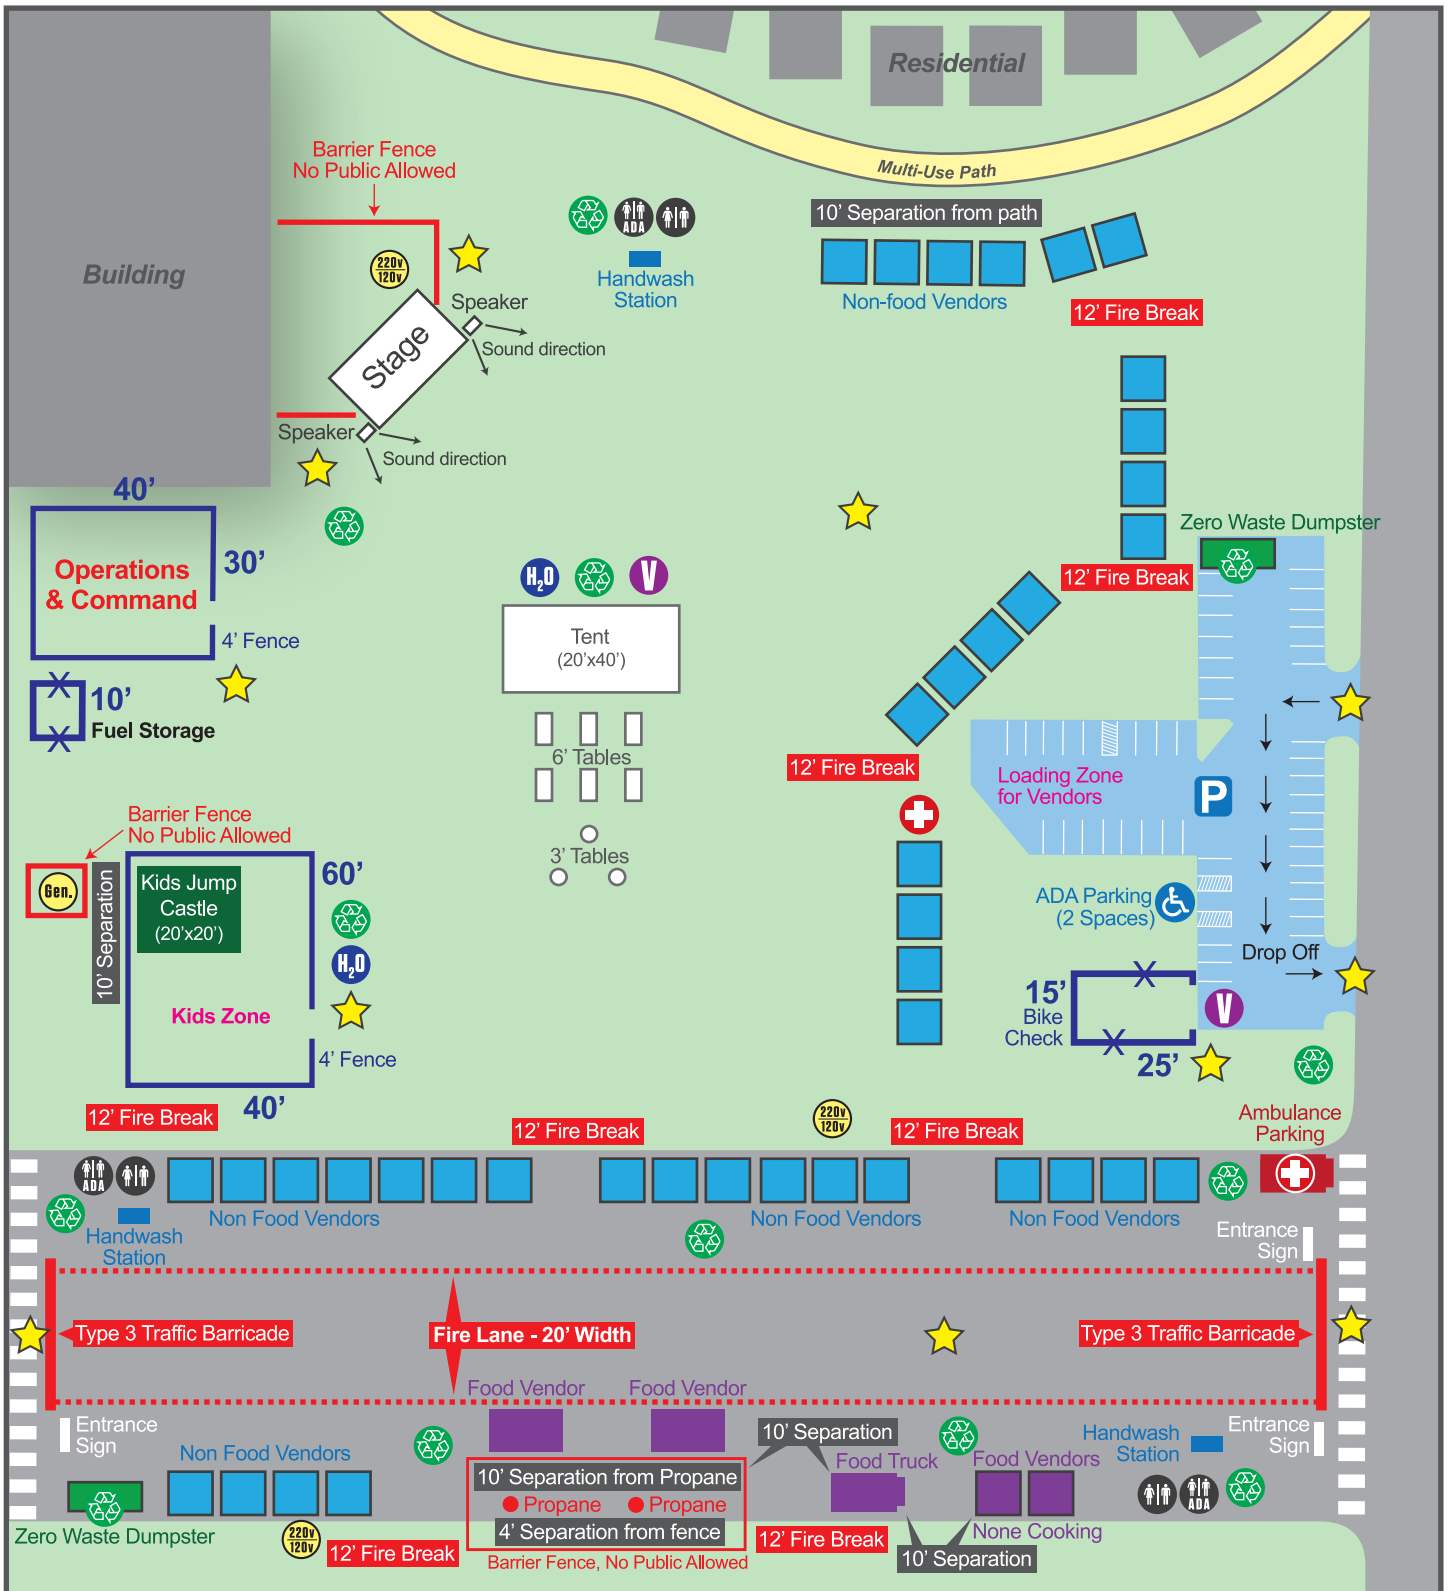 Residential
Multi-Use Path
Barrier Fence
No Public Allowed
10' Separation from path
ADA
Building
220v
120v
Handwash
Station
Non-food Vendors
Speaker
12' Fire Break
Stage
Sound direction
Speaker
Sound direction
40'
Zero Waste Dumpster
30'
Operations
& Command
H2O
V
12' Fire Break
4' Fence
Tent
(20'x40')
10'
Fuel Storage
X
X
6' Tables
12' Fire Break
Loading Zone
for Vendors
P
Barrier Fence
No Public Allowed
3' Tables
60'
Gen.
10' Separation
Kids Jump
Castle
(20'x20')
ADA Parking
(2 Spaces)
H2O
Drop Off
Kids Zone
15'
Bike
Check
X
X
V
4' Fence
25'
40'
12' Fire Break
12' Fire Break
220v
120v
12' Fire Break
Ambulance
Parking
ADA
Non Food Vendors
Non Food Vendors
Non Food Vendors
Handwash
Station
Entrance
Sign
Type 3 Traffic Barricade
Fire Lane - 20' Width
Type 3 Traffic Barricade
Food Vendor
Food Vendor
Entrance
Sign
10' Separation
Handwash
Station
Entrance
Sign
Non Food Vendors
10' Separation from Propane
Food Truck
Food Vendors
Propane
Propane
ADA
4' Separation from fence
Zero Waste Dumpster
220v
120v
12' Fire Break
12' Fire Break
None Cooking
10' Separation
Barrier Fence, No Public Allowed